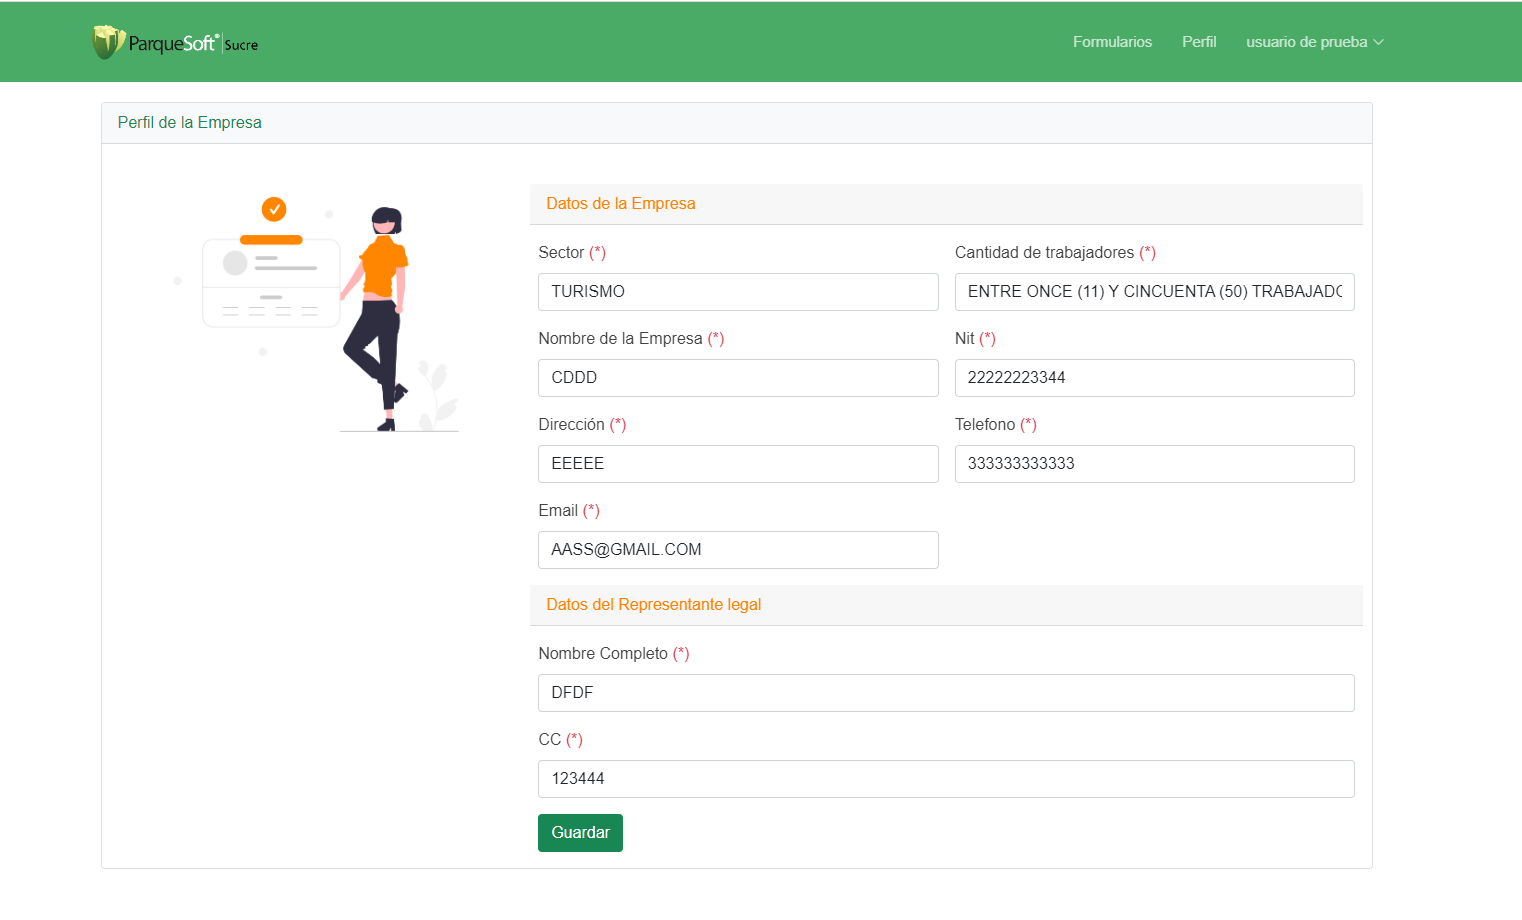 ParqueSoft® Sucre
Formularios Perfil usuario de prueba
Perfil de la Empresa
Datos de la Empresa
Sector (*) Cantidad de trabajadores (*)
TURISMO ENTRE ONCE (11) Y CINCUENTA (50)
Nombre de la Empresa (*) Nit (*)
CDDD 22222223344
Dirección (*) Telefono (*)
EEEEE 333333333333
Email (*)
AASS@GMAIL.COM
Datos del Representante legal
Nombre Completo (*)
DFDF
CC (*)
123444
Guardar